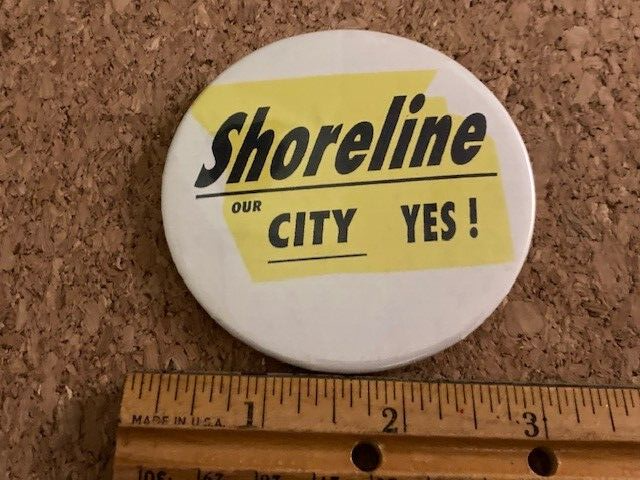 Shoreline
OUR CITY YES!
MADE IN U.S.A.
1 2 3